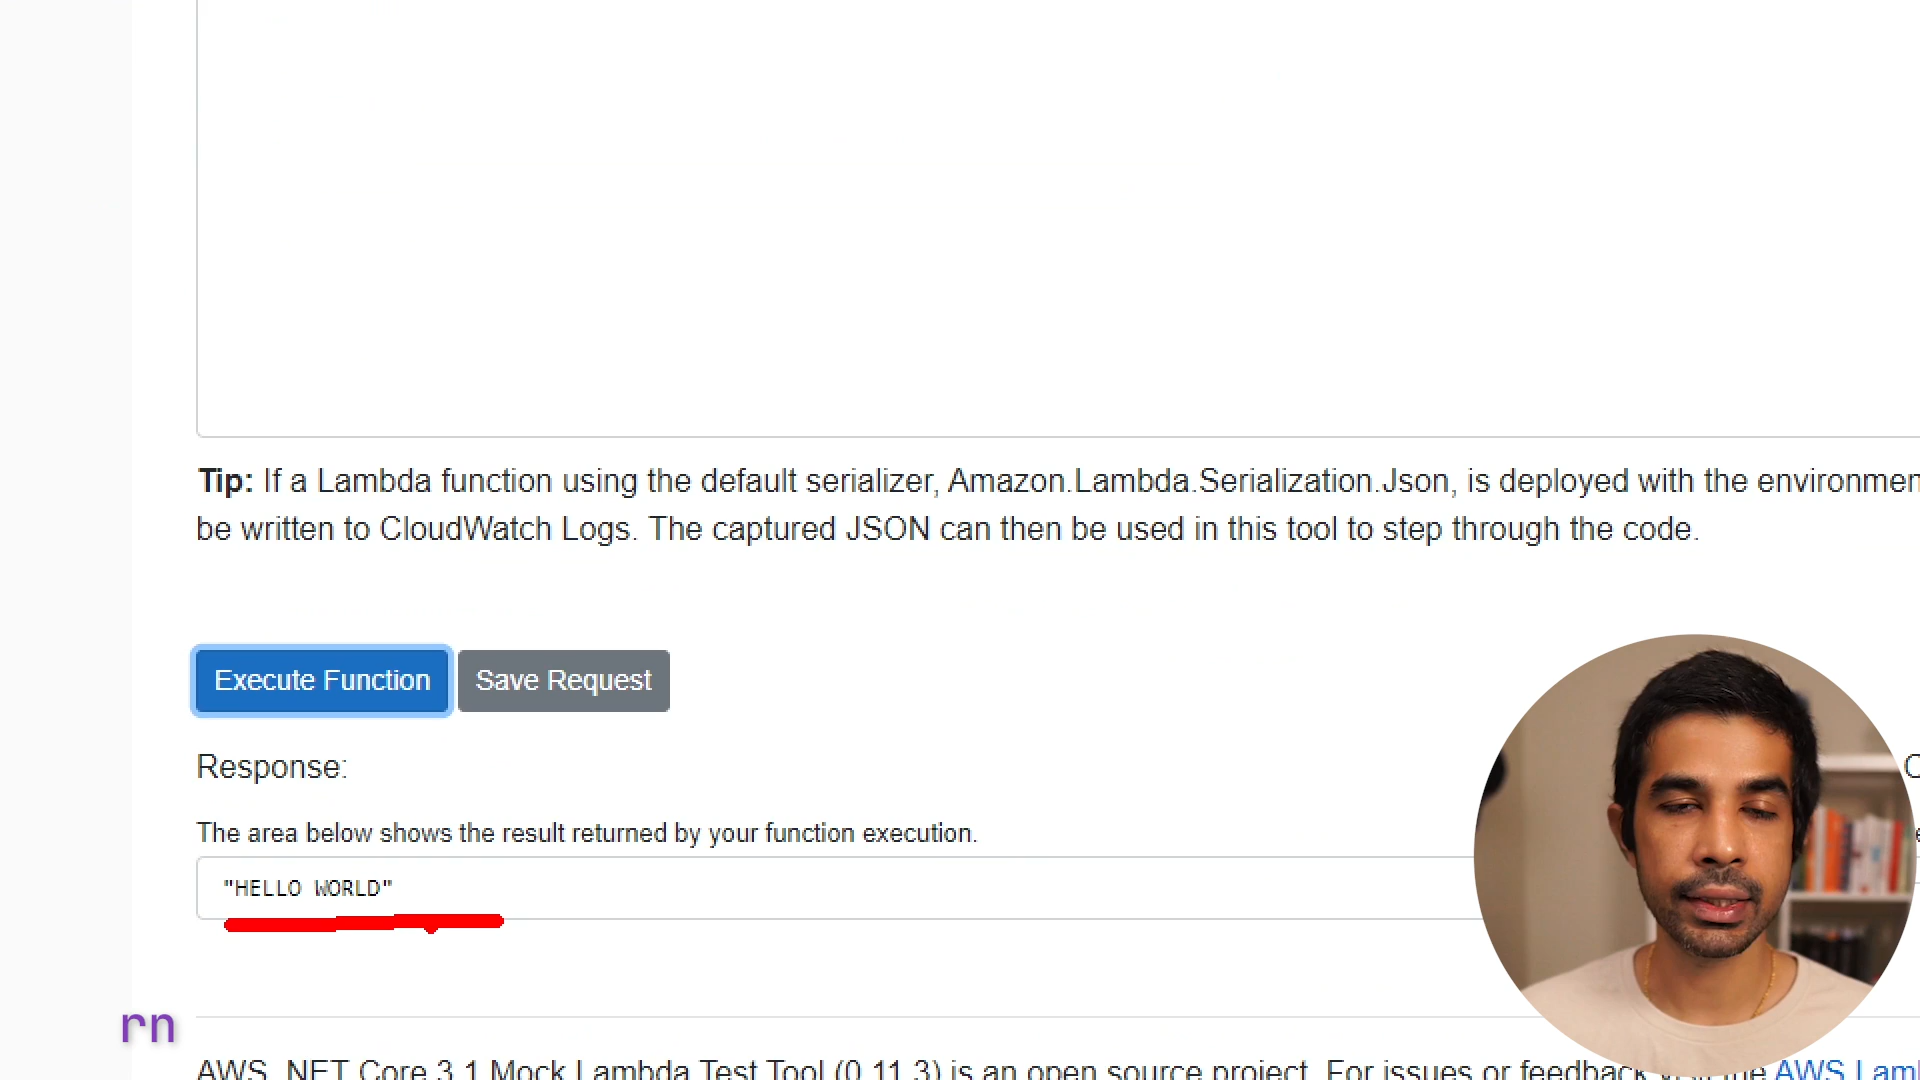 Tip: If a Lambda function using the default serializer, Amazon.Lambda.Serialization.Json, is deployed with the
be written to CloudWatch Logs. The captured JSON can then be used in this tool to step through the code.
Execute Function Save Request
Response:
The area below shows the result returned by your function execution.
"HELLO WORLD"
rn
AWS .NET Core 3.1 Mock Lambda Test Tool (0.11.3) is an open source project. For issues or feedback visit the AWS